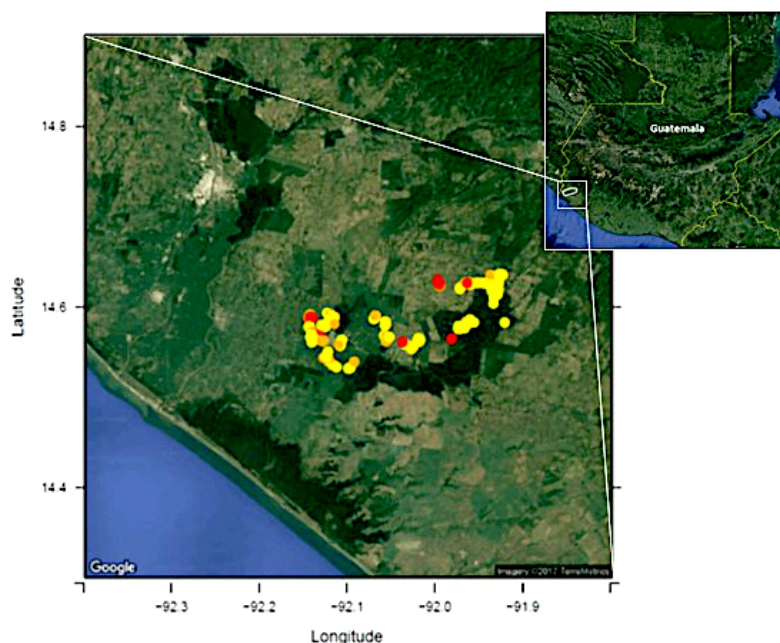 Guatemala
14.8
14.6
14.4
Latitude
Google
Imagery ©2017 TerraMetrics
−92.3 −92.2 −92.1 −92.0 −91.9
Longitude